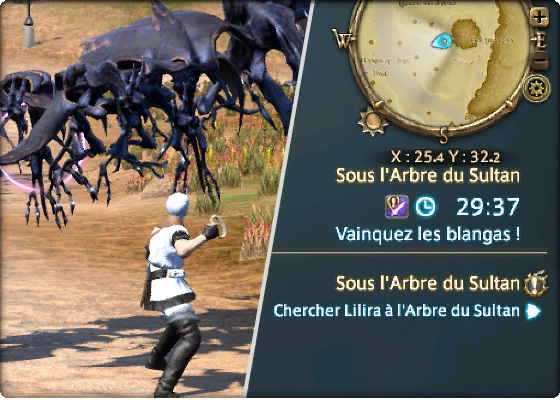 W
E
S
X : 25.4 Y : 32.2
Sous l'Arbre du Sultan
29:37
Vainquez les blangas !
Sous l'Arbre du Sultan
Chercher Lilira à l'Arbre du Sultan